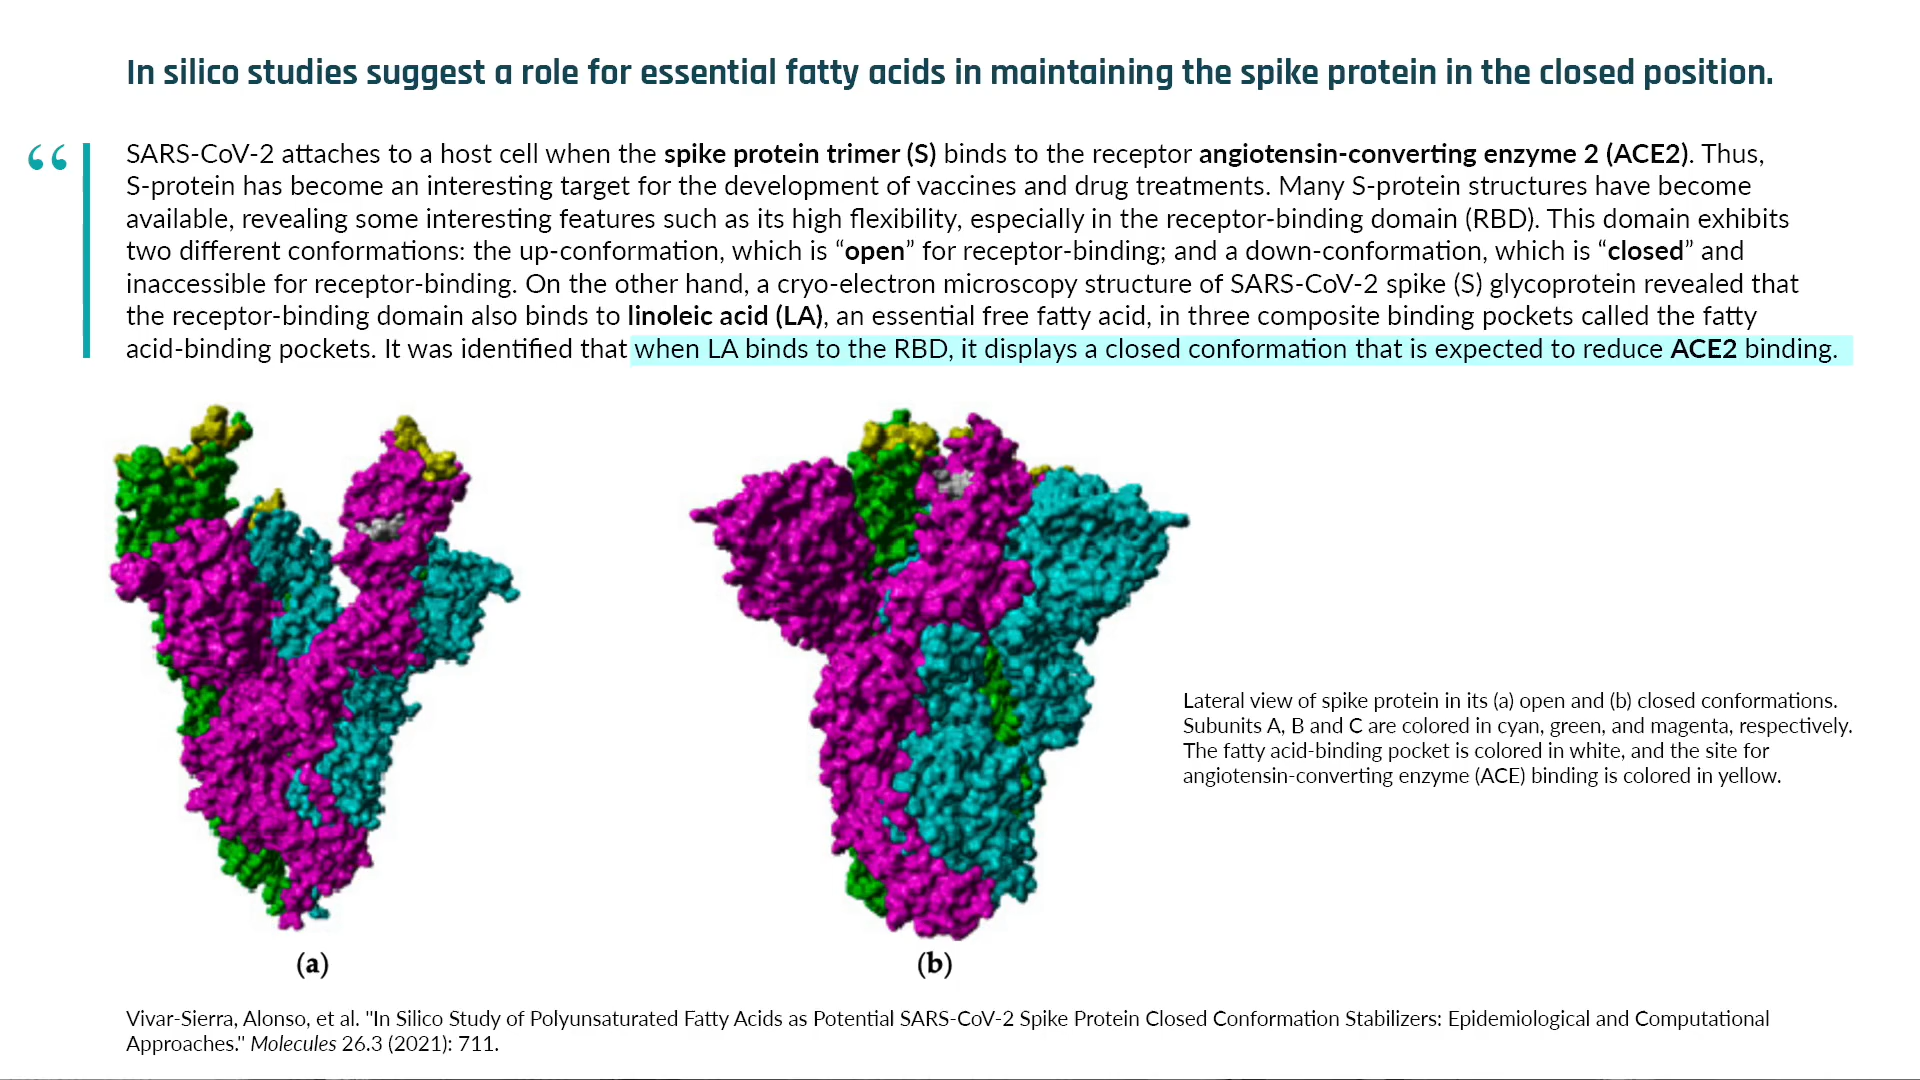 In silico studies suggest a role for essential fatty acids in maintaining the spike protein in the closed position.
“
SARS-CoV-2 attaches to a host cell when the spike protein trimer (S) binds to the receptor angiotensin-converting enzyme 2 (ACE2). Thus,
S-protein has become an interesting target for the development of vaccines and drug treatments. Many S-protein structures have become
available, revealing some interesting features such as its high flexibility, especially in the receptor-binding domain (RBD). This domain exhibits
two different conformations: the up-conformation, which is “open” for receptor-binding; and a down-conformation, which is “closed” and
inaccessible for receptor-binding. On the other hand, a cryo-electron microscopy structure of SARS-CoV-2 spike (S) glycoprotein revealed that
the receptor-binding domain also binds to linoleic acid (LA), an essential free fatty acid, in three composite binding pockets called the fatty
acid-binding pockets. It was identified that when LA binds to the RBD, it displays a closed conformation that is expected to reduce ACE2 binding.
Lateral view of spike protein in its (a) open and (b) closed conformations.
Subunits A, B and C are colored in cyan, green, and magenta, respectively.
The fatty acid-binding pocket is colored in white, and the site for
angiotensin-converting enzyme (ACE) binding is colored in yellow.
(a)
(b)
Vivar-Sierra, Alonso, et al. "In Silico Study of Polyunsaturated Fatty Acids as Potential SARS-CoV-2 Spike Protein Closed Conformation Stabilizers: Epidemiological and Computational
Approaches." Molecules 26.3 (2021): 711.